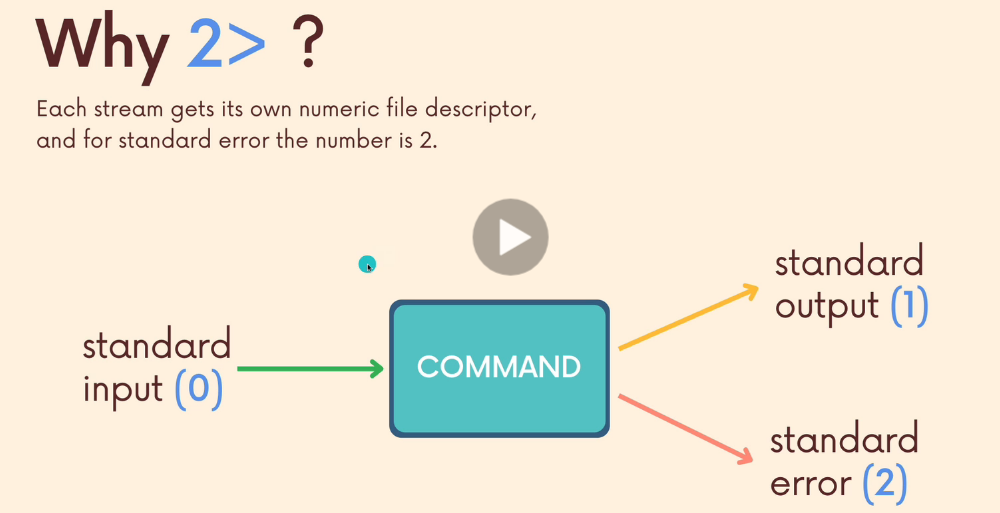 Why 2> ?
Each stream gets its own numeric file descriptor,
and for standard error the number is 2.
standard
input (0)
COMMAND
standard
output (1)
standard
error (2)